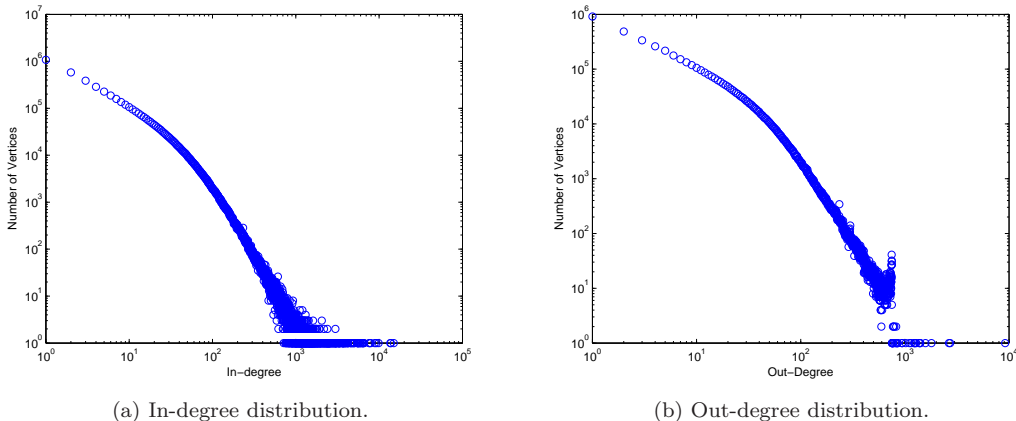 10^6
10^5
10^4
10^3
10^2
10^1
10^0
Number of Vertices
10^0 10^1 10^2 10^3 10^4 10^5
In−degree
(a) In-degree distribution.
10^6
10^5
10^4
10^3
10^2
10^1
10^0
Number of Vertices
10^0 10^1 10^2 10^3 10^4
Out−Degree
(b) Out-degree distribution.